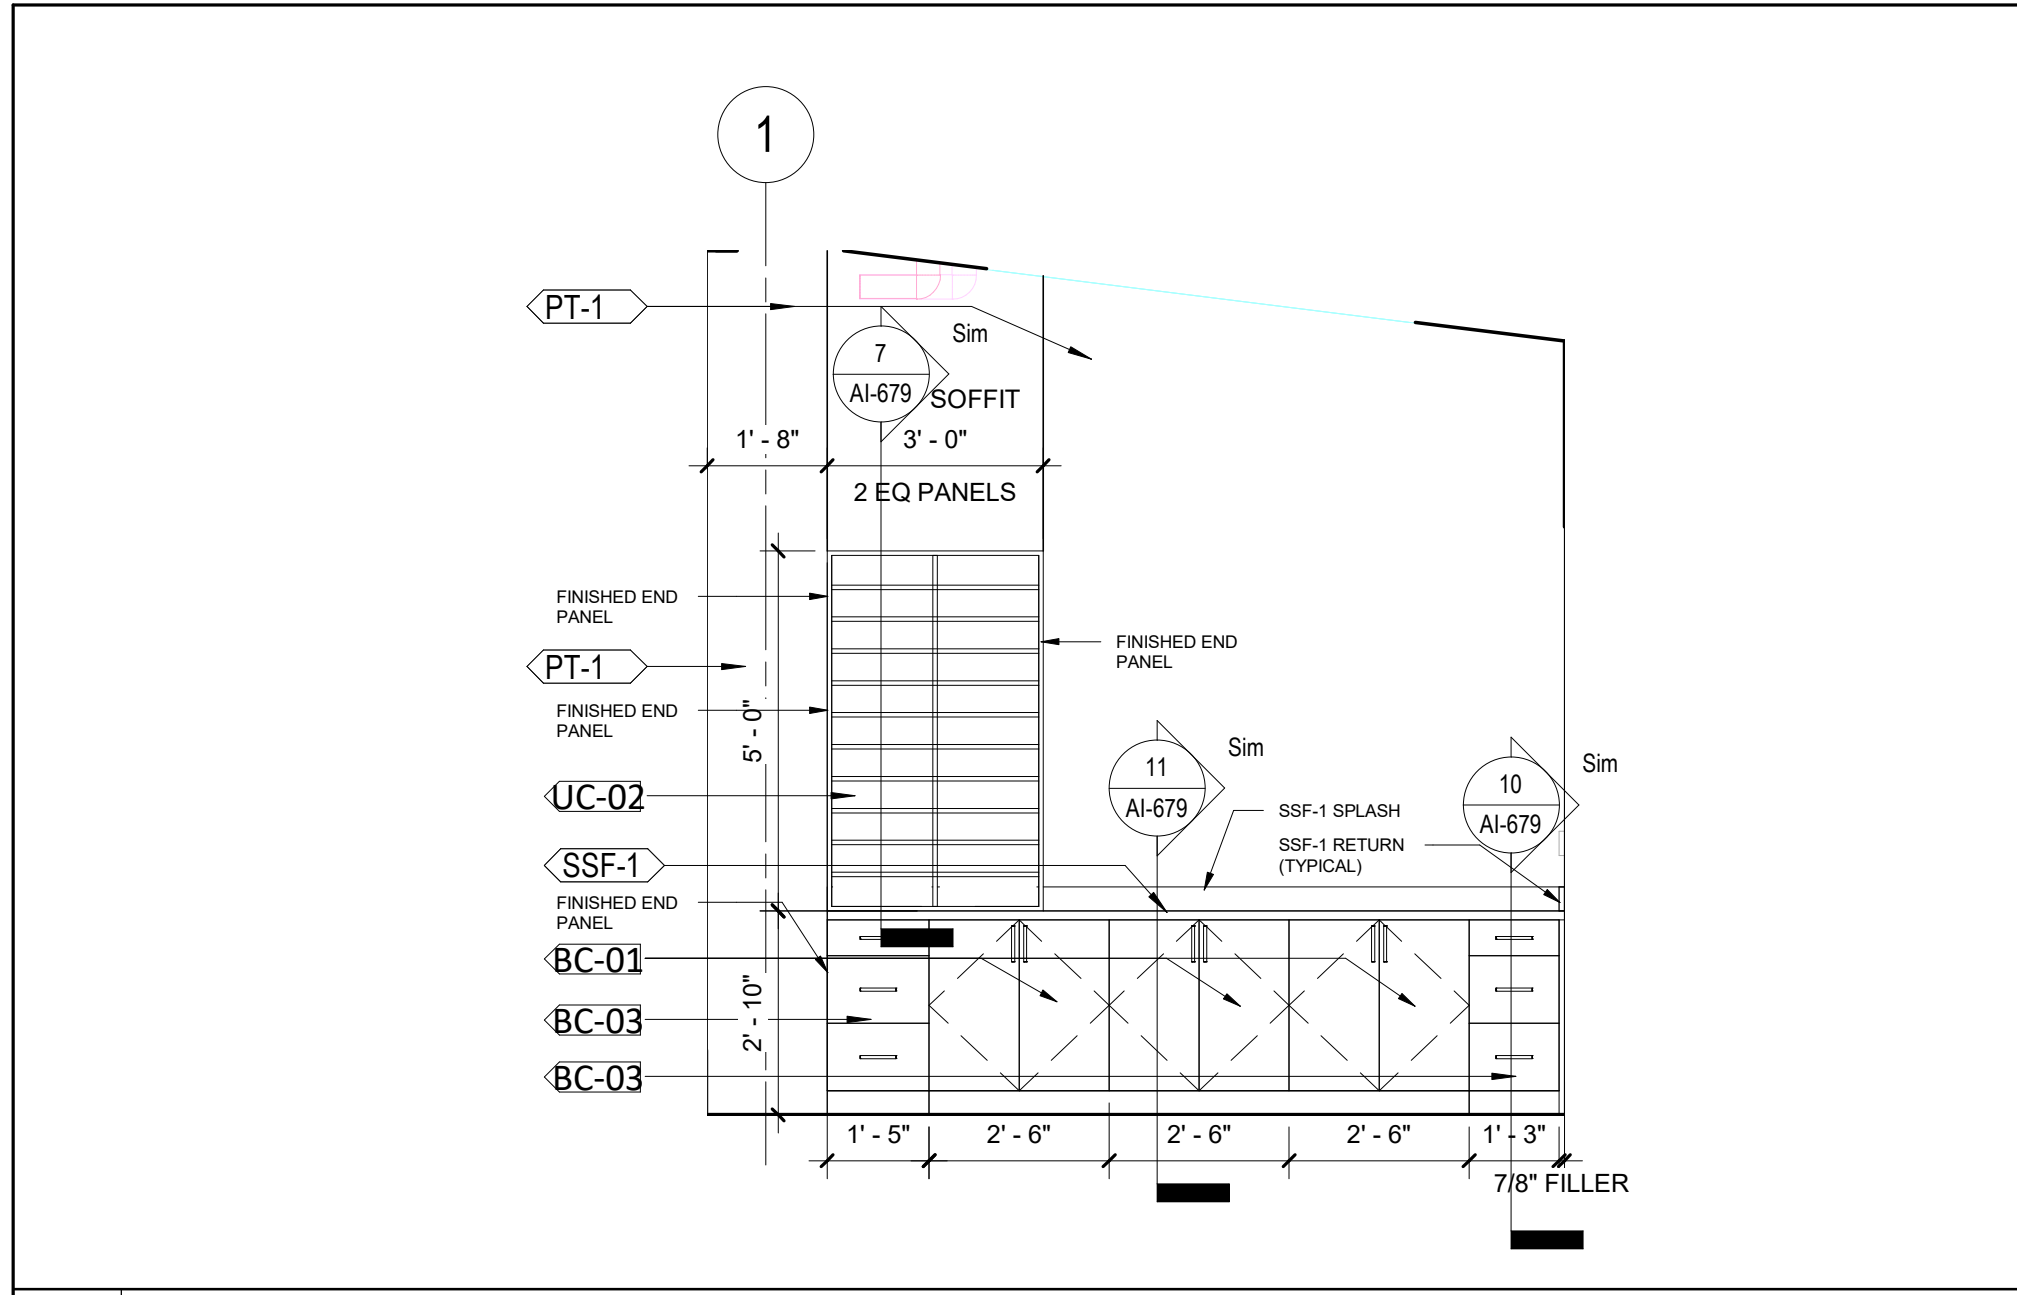 1
PT-1
Sim
7
AI-679
SOFFIT
1' - 8"
3' - 0"
2 EQ PANELS
FINISHED END
PANEL
FINISHED END
PANEL
PT-1
FINISHED END
PANEL
5' - 0"
Sim
11
AI-679
Sim
10
AI-679
UC-02
SSF-1 SPLASH
SSF-1 RETURN
(TYPICAL)
SSF-1
FINISHED END
PANEL
BC-01
2' - 10"
BC-03
BC-03
1' - 5"
2' - 6"
2' - 6"
2' - 6"
1' - 3"
7/8" FILLER